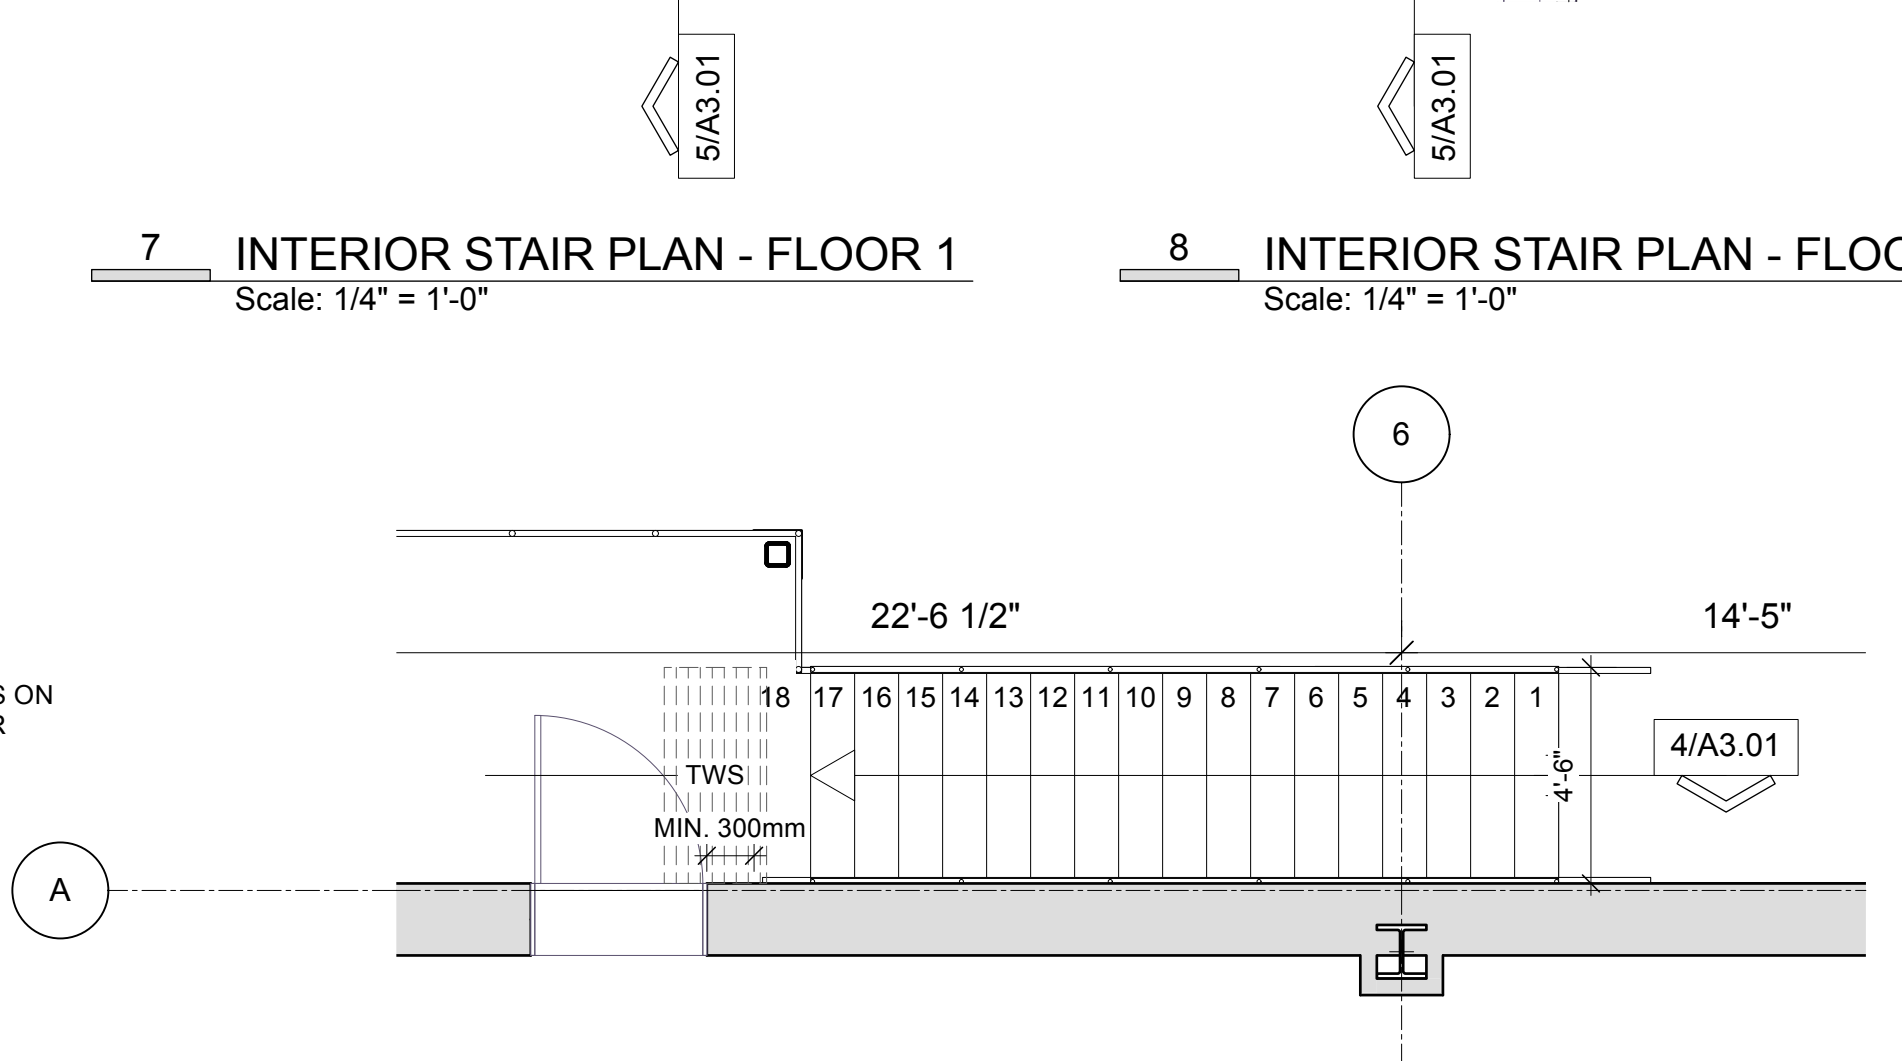 5/A3.01
5/A3.01
7
INTERIOR STAIR PLAN - FLOOR 1
Scale: 1/4" = 1'-0"
8
INTERIOR STAIR PLAN - FLOO
Scale: 1/4" = 1'-0"
6
22'-6 1/2"
14'-5"
S ON
R
18 17 16 15 14 13 12 11 10 9 8 7 6 5 4 3 2 1
4/A3.01
TWS
4'-6"
MIN. 300mm
A